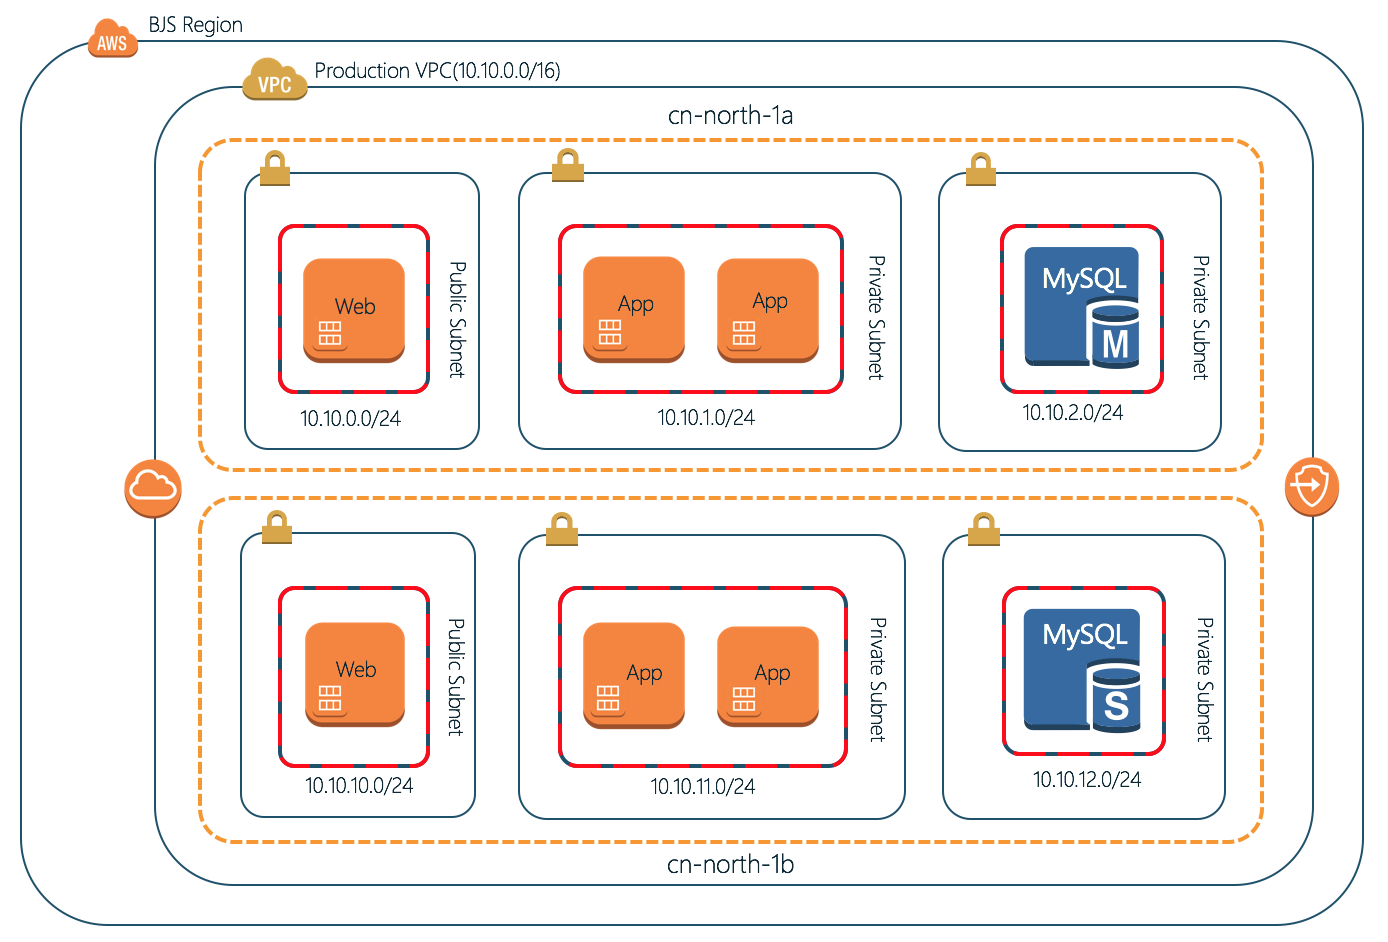 BJS Region
AWS
Production VPC(10.10.0.0/16)
VPC
cn-north-1a
Web
Public Subnet
10.10.0.0/24
App
App
Private Subnet
10.10.1.0/24
MySQL
M
Private Subnet
10.10.2.0/24
Web
Public Subnet
10.10.10.0/24
App
App
Private Subnet
10.10.11.0/24
MySQL
S
Private Subnet
10.10.12.0/24
cn-north-1b